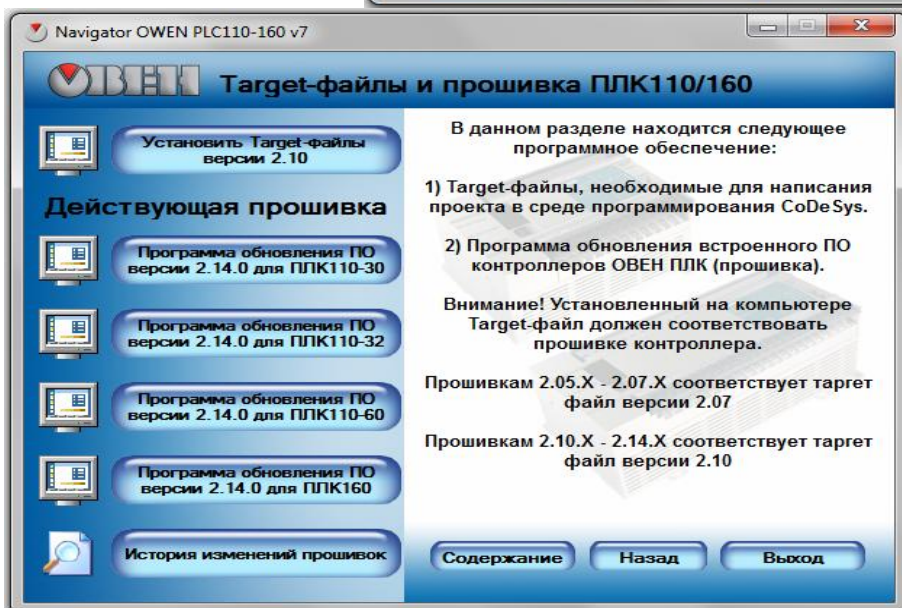 Navigator OWEN PLC110-160 v7
ОВЕН
Target-файлы и прошивка ПЛК110/160
Установить Target-файлы
версии 2.10
Действующая прошивка
Программа обновления ПО
версии 2.14.0 для ПЛК110-30
Программа обновления ПО
версии 2.14.0 для ПЛК110-32
Программа обновления ПО
версии 2.14.0 для ПЛК110-60
Программа обновления ПО
версии 2.14.0 для ПЛК160
История изменений прошивок
В данном разделе находится следующее
программное обеспечение:
1) Target-файлы, необходимые для написания
проекта в среде программирования CoDeSys.
2) Программа обновления встроенного ПО
контроллеров ОВЕН ПЛК (прошивка).
Внимание! Установленный на компьютере
Target-файл должен соответствовать
прошивке контроллера.
Прошивкам 2.05.X - 2.07.X соответствует таргет
файл версии 2.07
Прошивкам 2.10.X - 2.14.X соответствует таргет
файл версии 2.10
Содержание
Назад
Выход